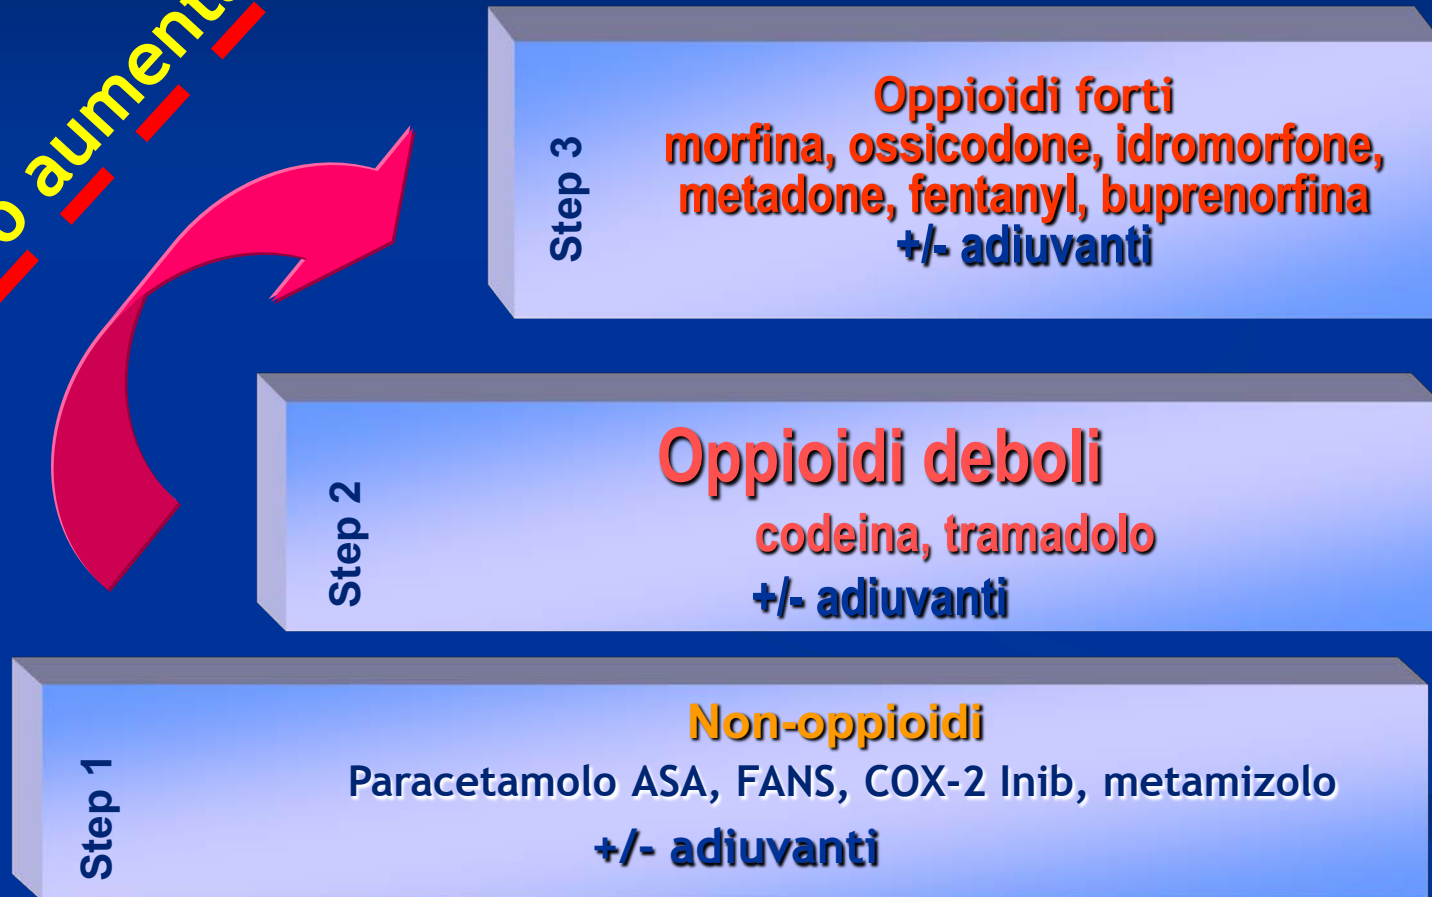 o aument
Step 3
Oppioidi forti
morfina, ossicodone, idromorfone,
metadone, fentanyl, buprenorfina
+/- adiuvanti
Step 2
Oppioidi deboli
codeina, tramadolo
+/- adiuvanti
Step 1
Non-oppioidi
Paracetamolo ASA, FANS, COX-2 Inib, metamizolo
+/- adiuvanti